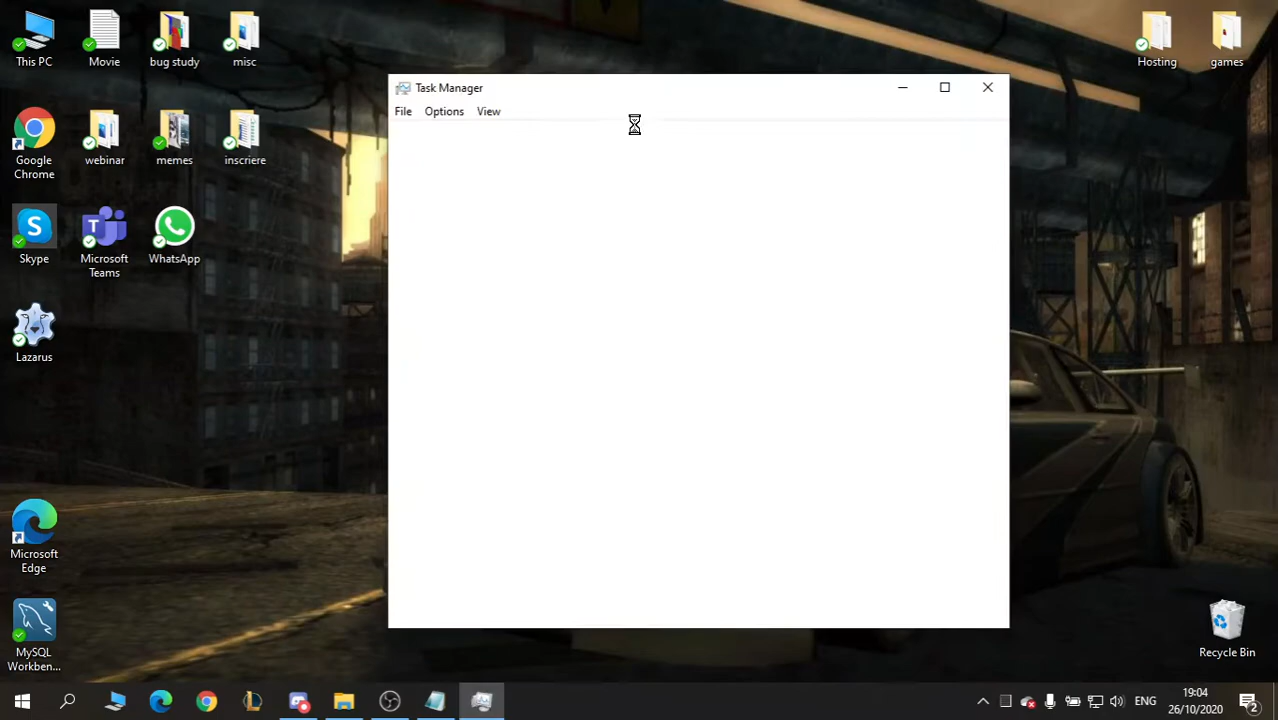 This PC
Movie
bug study
misc
Hosting
games
Task Manager
File Options View
Google
Chrome
webinar
memes
inscriere
Skype
Microsoft
Teams
WhatsApp
Lazarus
Microsoft
Edge
MySQL
Workben...
Recycle Bin
ENG
19:04
26/10/2020
2